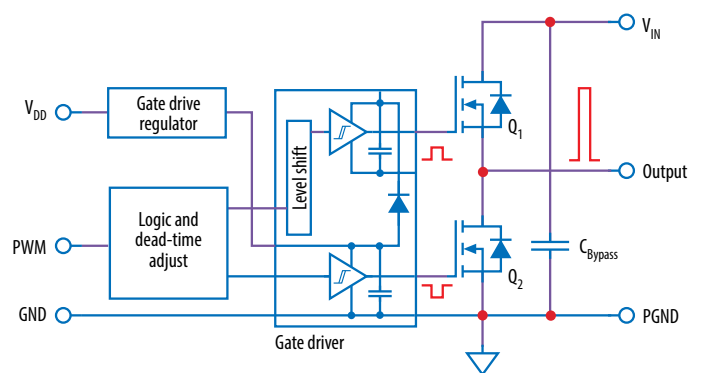 V_IN
V_DD
Gate drive
regulator
Level shift
Q_1
Output
Logic and
dead-time
adjust
PWM
C_Bypass
Q_2
GND
PGND
Gate driver